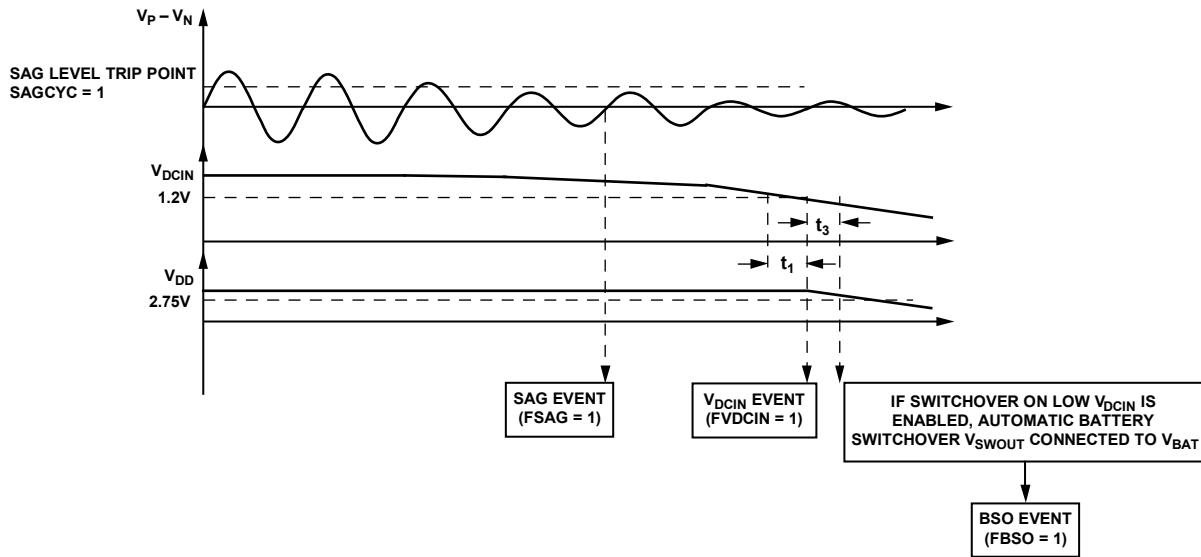 VP – VN
SAG LEVEL TRIP POINT
SAGCYC = 1
VDCIN
1.2V
t3
t1
VDD
2.75V
SAG EVENT
(FSAG = 1)
VDCIN EVENT
(FVDCIN = 1)
IF SWITCHOVER ON LOW VDCIN IS
ENABLED, AUTOMATIC BATTERY
SWITCHOVER VSWOUT CONNECTED TO VBAT
BSO EVENT
(FBSO = 1)